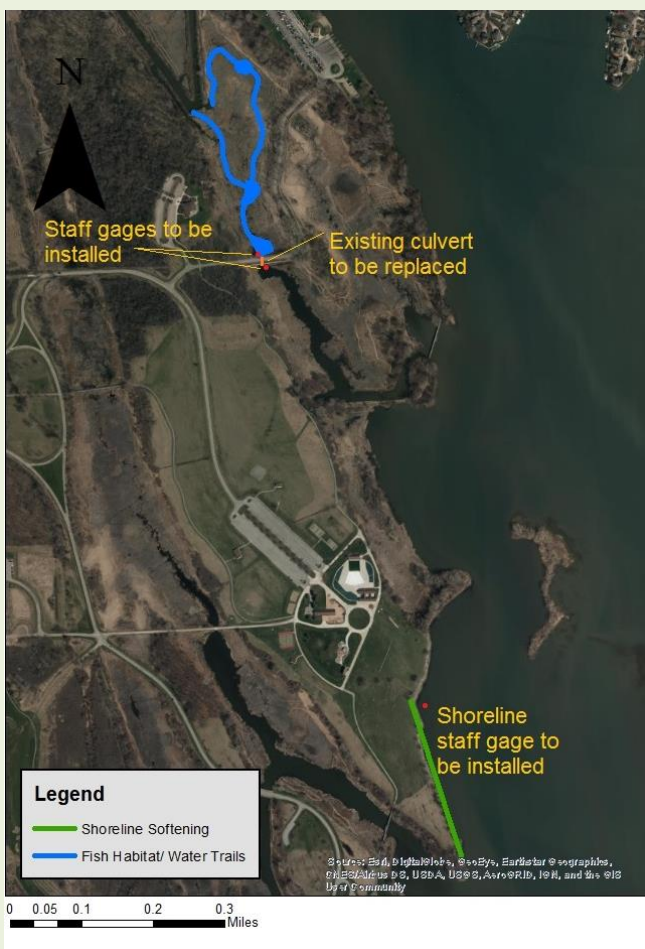 N
Staff gages to be
installed
Existing culvert
to be replaced
Shoreline
staff gage to
be installed
Legend
Shoreline Softening
Fish Habitat/ Water Trails
Source: Esri, DigitalGlobe, GeoEye, Earthstar Geographics,
CNES/Airbus DS, USDA, USGS, AeroGRID, IGN, and the GIS
User Community
0 0.05 0.1 0.2 0.3
Miles